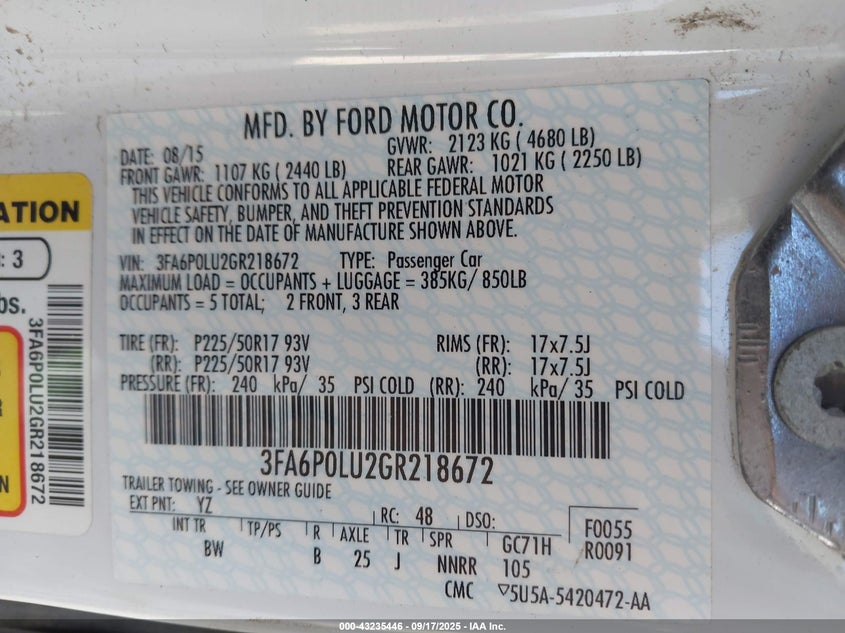 MFD. BY FORD MOTOR CO.
DATE: 08/15 GVWR: 2123 KG ( 4680 LB)
FRONT GAWR: 1107 KG ( 2440 LB) REAR GAWR: 1021 KG ( 2250 LB)
THIS VEHICLE CONFORMS TO ALL APPLICABLE FEDERAL MOTOR
VEHICLE SAFETY, BUMPER, AND THEFT PREVENTION STANDARDS
IN EFFECT ON THE DATE OF MANUFACTURE SHOWN ABOVE.
VIN: 3FA6P0LU2GR218672 TYPE: Passenger Car
MAXIMUM LOAD = OCCUPANTS + LUGGAGE = 385KG/ 850LB
OCCUPANTS = 5 TOTAL; 2 FRONT, 3 REAR
TIRE (FR): P225/50R17 93V RIMS (FR): 17x7.5J
(RR): P225/50R17 93V (RR): 17x7.5J
PRESSURE (FR): 240 kPa/ 35 PSI COLD (RR): 240 kPa/ 35 PSI COLD
3FA6P0LU2GR218672
TRAILER TOWING - SEE OWNER GUIDE
EXT PNT: YZ RC: 48 DSO: F0055
INT TR TP/PS R AXLE TR SPR GC71H R0091
BW B 25 J NNRR 105
CMC 5U5A-5420472-AA
ATION
: 3
bs.
3FA6P0LU2GR218672
R
N
000-43235446 - 09/17/2025 - IAA Inc.